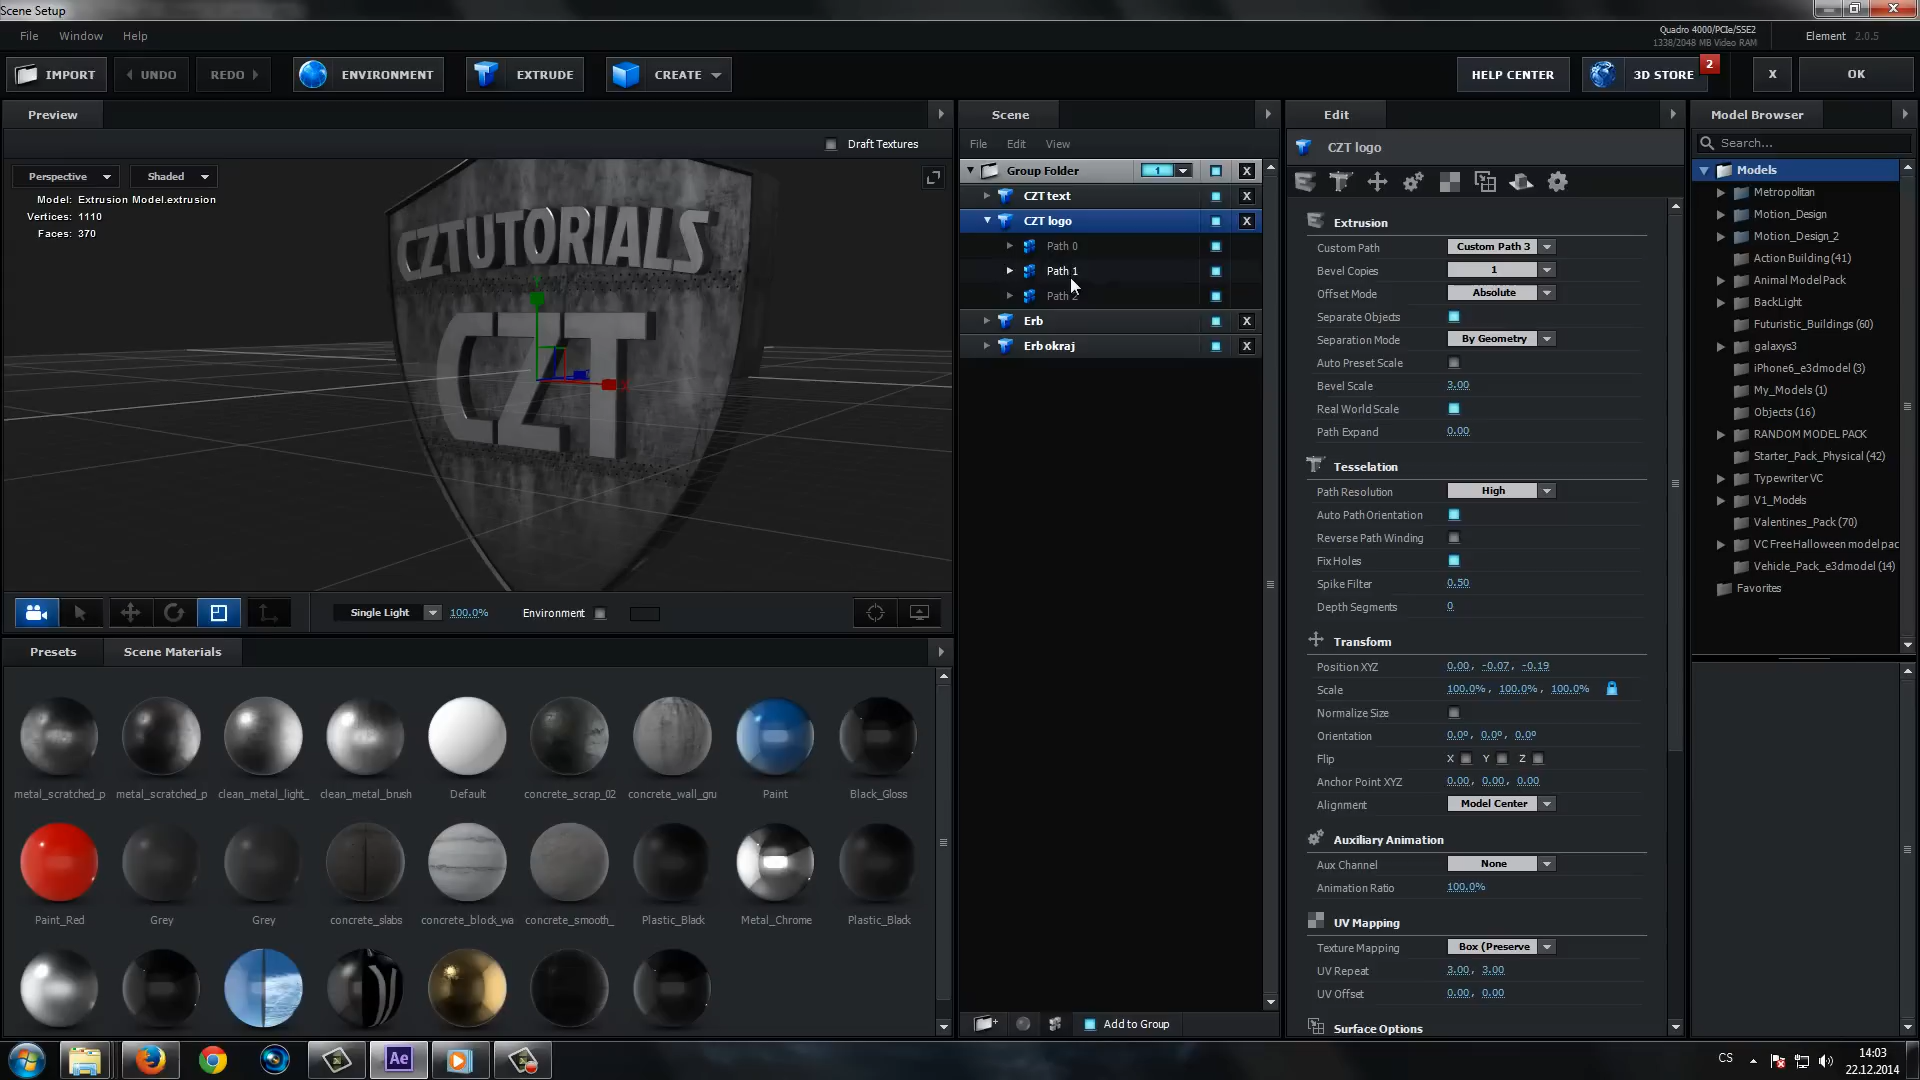 Scene Setup
File Window Help
Quadro 4000/PCIe/SSE2
1338/2048 MB Video RAM
Element 2.0.5
IMPORT
UNDO
REDO
ENVIRONMENT
EXTRUDE
CREATE
HELP CENTER
3D STORE
2
X
OK
Preview
Draft Textures
Perspective
Shaded
Model: Extrusion Model.extrusion
Vertices: 1110
Faces: 370
CZTUTORIALS
CZT
Single Light
100.0%
Environment
Presets
Scene Materials
metal_scratched_p
metal_scratched_p
clean_metal_light_
clean_metal_brush
Default
concrete_scrap_02
concrete_wall_gru
Paint
Black_Gloss
Paint_Red
Grey
Grey
concrete_slabs
concrete_block_wa
concrete_smooth_
Plastic_Black
Metal_Chrome
Plastic_Black
Scene
File Edit View
Group Folder 1 X
CZT text X
CZT logo X
Path 0
Path 1
Path 2
Erb X
Erb okraj X
Add to Group
Edit
CZT logo
Extrusion
Custom Path Custom Path 3
Bevel Copies 1
Offset Mode Absolute
Separate Objects
Separation Mode By Geometry
Auto Preset Scale
Bevel Scale 3.00
Real World Scale
Path Expand 0.00
Tesselation
Path Resolution High
Auto Path Orientation
Reverse Path Winding
Fix Holes
Spike Filter 0.50
Depth Segments 0
Transform
Position XYZ 0.00, -0.07, -0.19
Scale 100.0%, 100.0%, 100.0%
Normalize Size
Orientation 0.0º, 0.0º, 0.0º
Flip X Y Z
Anchor Point XYZ 0.00, 0.00, 0.00
Alignment Model Center
Auxiliary Animation
Aux Channel None
Animation Ratio 100.0%
UV Mapping
Texture Mapping Box (Preserve
UV Repeat 3.00, 3.00
UV Offset 0.00, 0.00
Surface Options
Model Browser
Search...
Models
Metropolitan
Motion_Design
Motion_Design_2
Action Building (41)
Animal Model Pack
BackLight
Futuristic_Buildings (60)
galaxys3
iPhone6_e3dmodel (3)
My_Models (1)
Objects (16)
RANDOM MODEL PACK
Starter_Pack_Physical (42)
Typewriter VC
V1_Models
Valentines_Pack (70)
VC Free Halloween model pac
Vehicle_Pack_e3dmodel (14)
Favorites
Ae
CS
14:03
22.12.2014